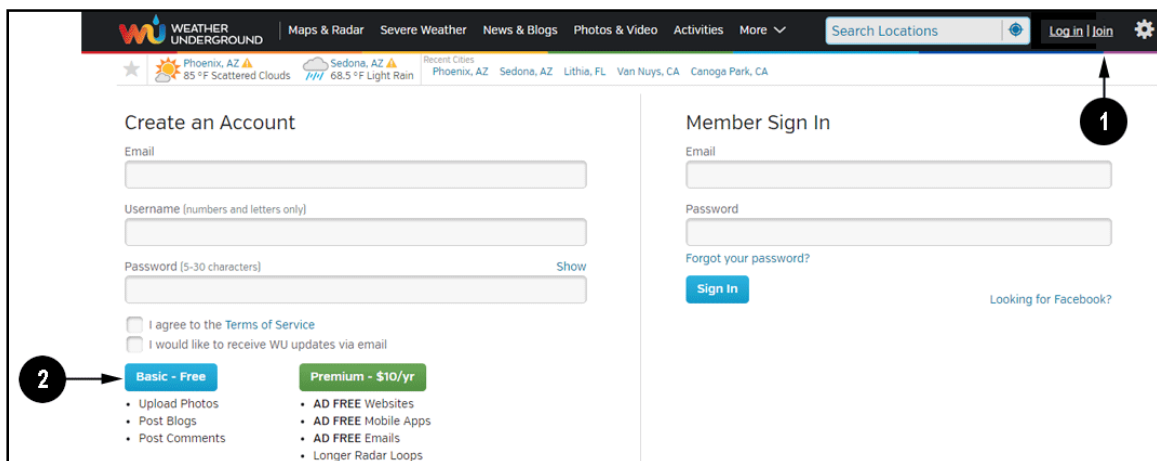 WEATHER UNDERGROUND
Maps & Radar Severe Weather News & Blogs Photos & Video Activities More
Search Locations
Log in | Join
1
Phoenix, AZ
85 °F Scattered Clouds
Sedona, AZ
68.5 °F Light Rain
Recent Cities
Phoenix, AZ Sedona, AZ Lithia, FL Van Nuys, CA Canoga Park, CA
Create an Account
Email
Username (numbers and letters only)
Password (5-30 characters) Show
I agree to the Terms of Service
I would like to receive WU updates via email
2
Basic - Free
• Upload Photos
• Post Blogs
• Post Comments
Premium - $10/yr
• AD FREE Websites
• AD FREE Mobile Apps
• AD FREE Emails
• Longer Radar Loops
Member Sign In
Email
Password
Forgot your password?
Sign In
Looking for Facebook?